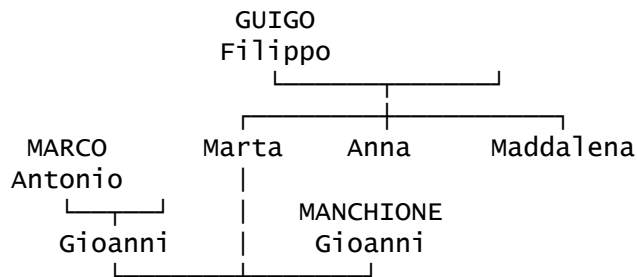 GUIGO
Filippo
MARCO Marta Anna Maddalena
Antonio
MANCHIONE
Gioanni Gioanni